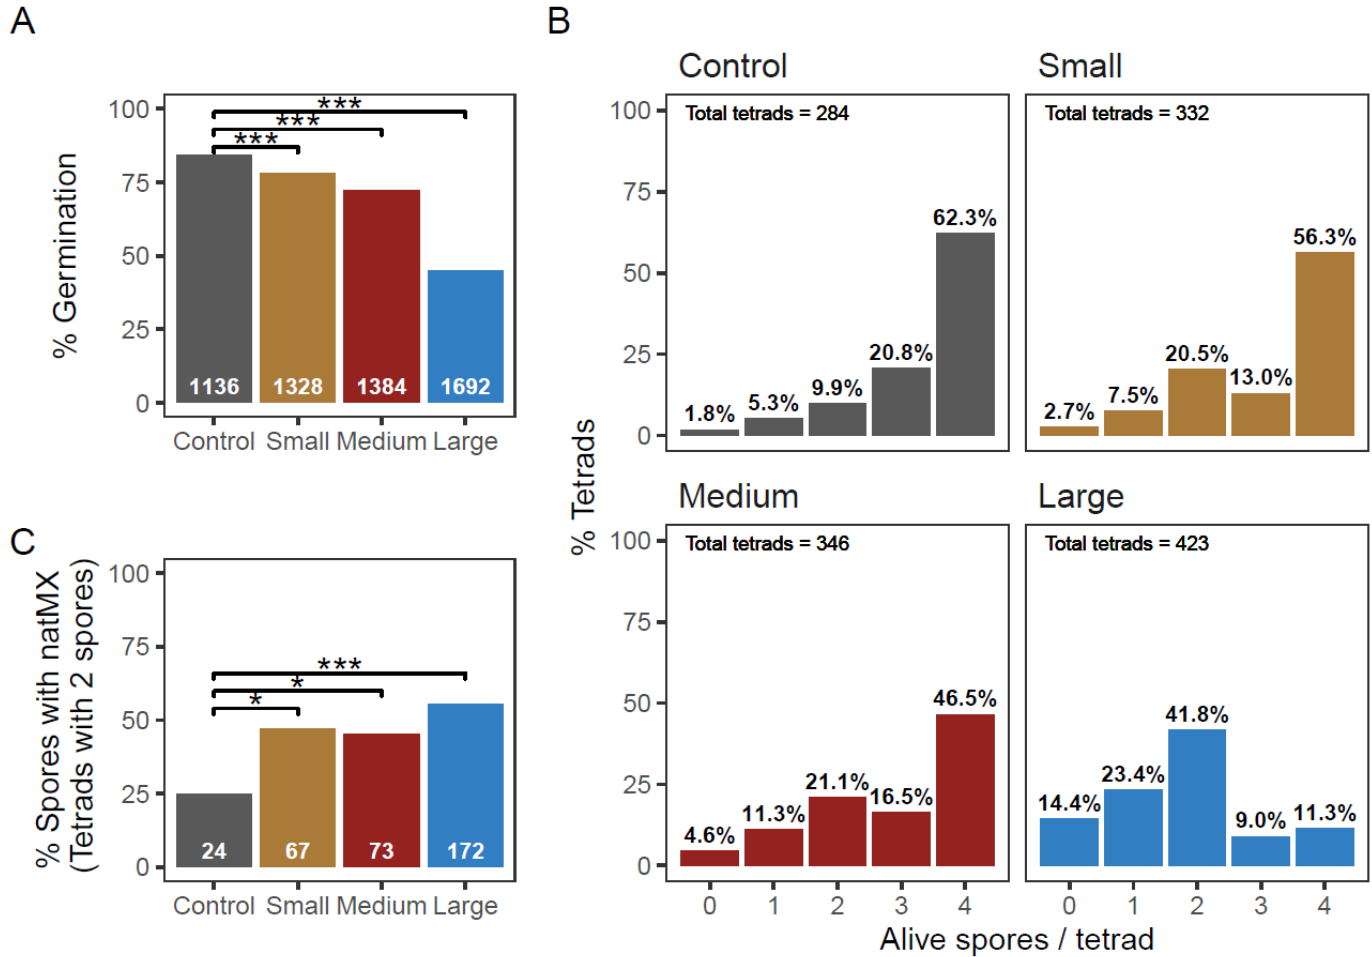 A
% Germination
100
75
50
25
0
***
***
***
1136 1328 1384 1692
Control Small Medium Large
B
% Tetrads
Control
Total tetrads = 284
100
75
50
25
0
1.8% 5.3% 9.9% 20.8% 62.3%
Small
Total tetrads = 332
2.7% 7.5% 20.5% 13.0% 56.3%
Medium
Total tetrads = 346
100
75
50
25
0
4.6% 11.3% 21.1% 16.5% 46.5%
0 1 2 3 4
Large
Total tetrads = 423
14.4% 23.4% 41.8% 9.0% 11.3%
0 1 2 3 4
Alive spores / tetrad
C
% Spores with natMX
(Tetrads with 2 spores)
100
75
50
25
0
***
*
*
24 67 73 172
Control Small Medium Large